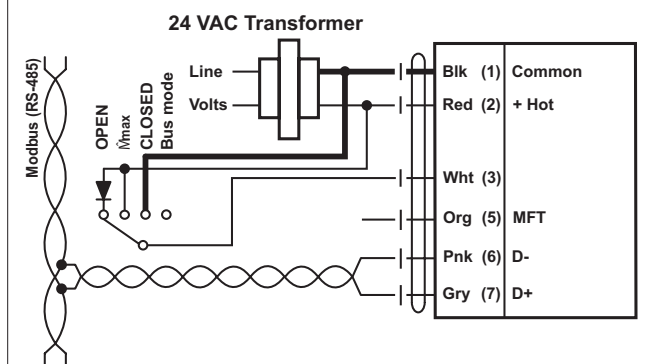 24 VAC Transformer
Modbus (RS-485)
Line
Volts
OPEN
V̇max
CLOSED
Bus mode
Blk (1) Common
Red (2) + Hot
Wht (3)
Org (5) MFT
Pnk (6) D-
Gry (7) D+